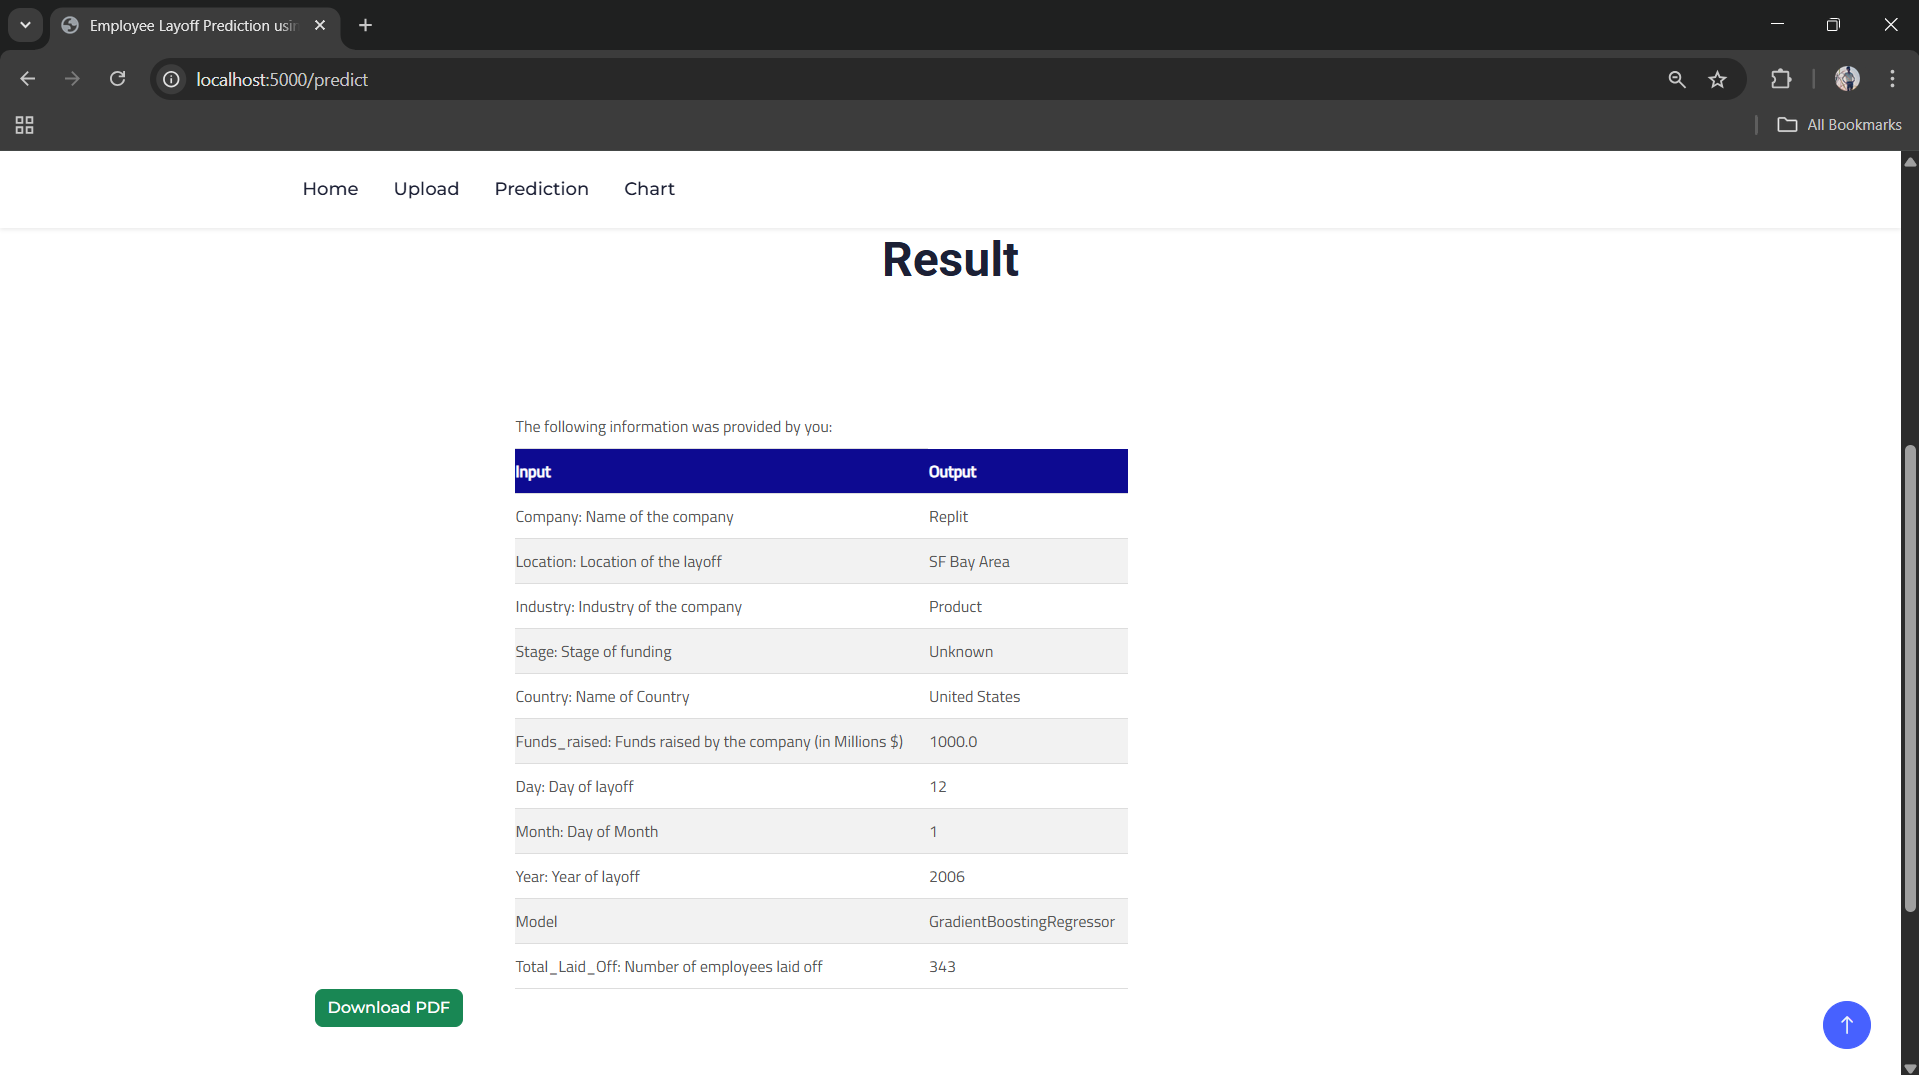 Employee Layoff Prediction usin
localhost:5000/predict
All Bookmarks
Home Upload Prediction Chart
Result
The following information was provided by you:
Input Output
Company: Name of the company Replit
Location: Location of the layoff SF Bay Area
Industry: Industry of the company Product
Stage: Stage of funding Unknown
Country: Name of Country United States
Funds_raised: Funds raised by the company (in Millions $) 1000.0
Day: Day of layoff 12
Month: Day of Month 1
Year: Year of layoff 2006
Model GradientBoostingRegressor
Total_Laid_Off: Number of employees laid off 343
Download PDF